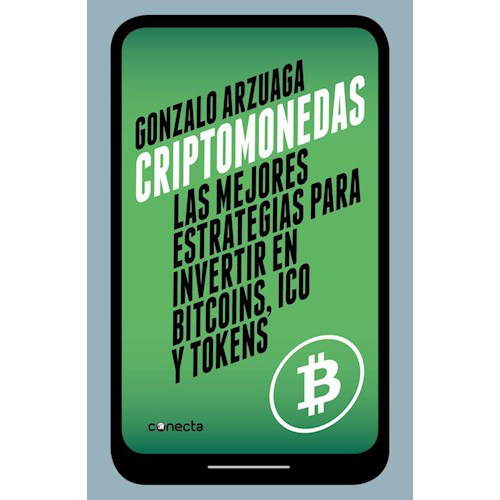 GONZALO ARZUAGA
CRIPTOMONEDAS
LAS MEJORES
ESTRATEGIAS PARA
INVERTIR EN
BITCOINS, ICO
Y TOKENS
conecta